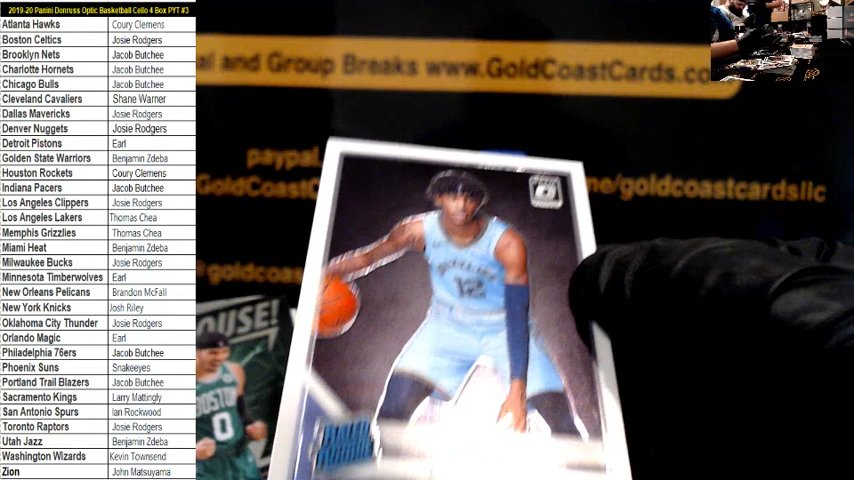 2019-20 Panini Donruss Optic Basketball Cello 4 Box PYT #3
Atlanta Hawks Coury Clemens
Boston Celtics Josie Rodgers
Brooklyn Nets Jacob Butchee
Charlotte Hornets Jacob Butchee
Chicago Bulls Jacob Butchee
Cleveland Cavaliers Shane Warner
Dallas Mavericks Josie Rodgers
Denver Nuggets Josie Rodgers
Detroit Pistons Earl
Golden State Warriors Benjamin Zdeba
Houston Rockets Coury Clemens
Indiana Pacers Jacob Butchee
Los Angeles Clippers Josie Rodgers
Los Angeles Lakers Thomas Chea
Memphis Grizzlies Thomas Chea
Miami Heat Benjamin Zdeba
Milwaukee Bucks Josie Rodgers
Minnesota Timberwolves Earl
New Orleans Pelicans Brandon McFall
New York Knicks Josh Riley
Oklahoma City Thunder Josie Rodgers
Orlando Magic Earl
Philadelphia 76ers Jacob Butchee
Phoenix Suns Snakeeyes
Portland Trail Blazers Jacob Butchee
Sacramento Kings Larry Mattingly
San Antonio Spurs Ian Rockwood
Toronto Raptors Josie Rodgers
Utah Jazz Benjamin Zdeba
Washington Wizards Kevin Townsend
Zion John Matsuyama
al and Group Breaks www.GoldCoastCards.co
paypal.
GoldCoast
me/goldcoastcardsllc
@goldcoas
OUSE!
BOSTON
0
12